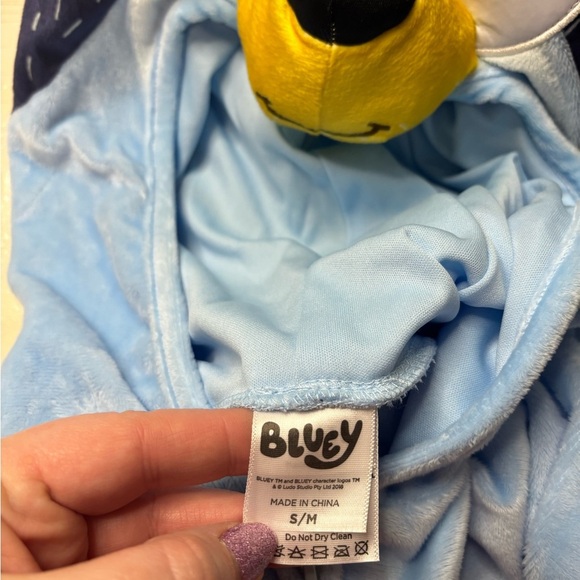 BLUEY
BLUEY TM and BLUEY character logos TM
& © Ludo Studio Pty Ltd 2018
MADE IN CHINA
S/M
Do Not Dry Clean